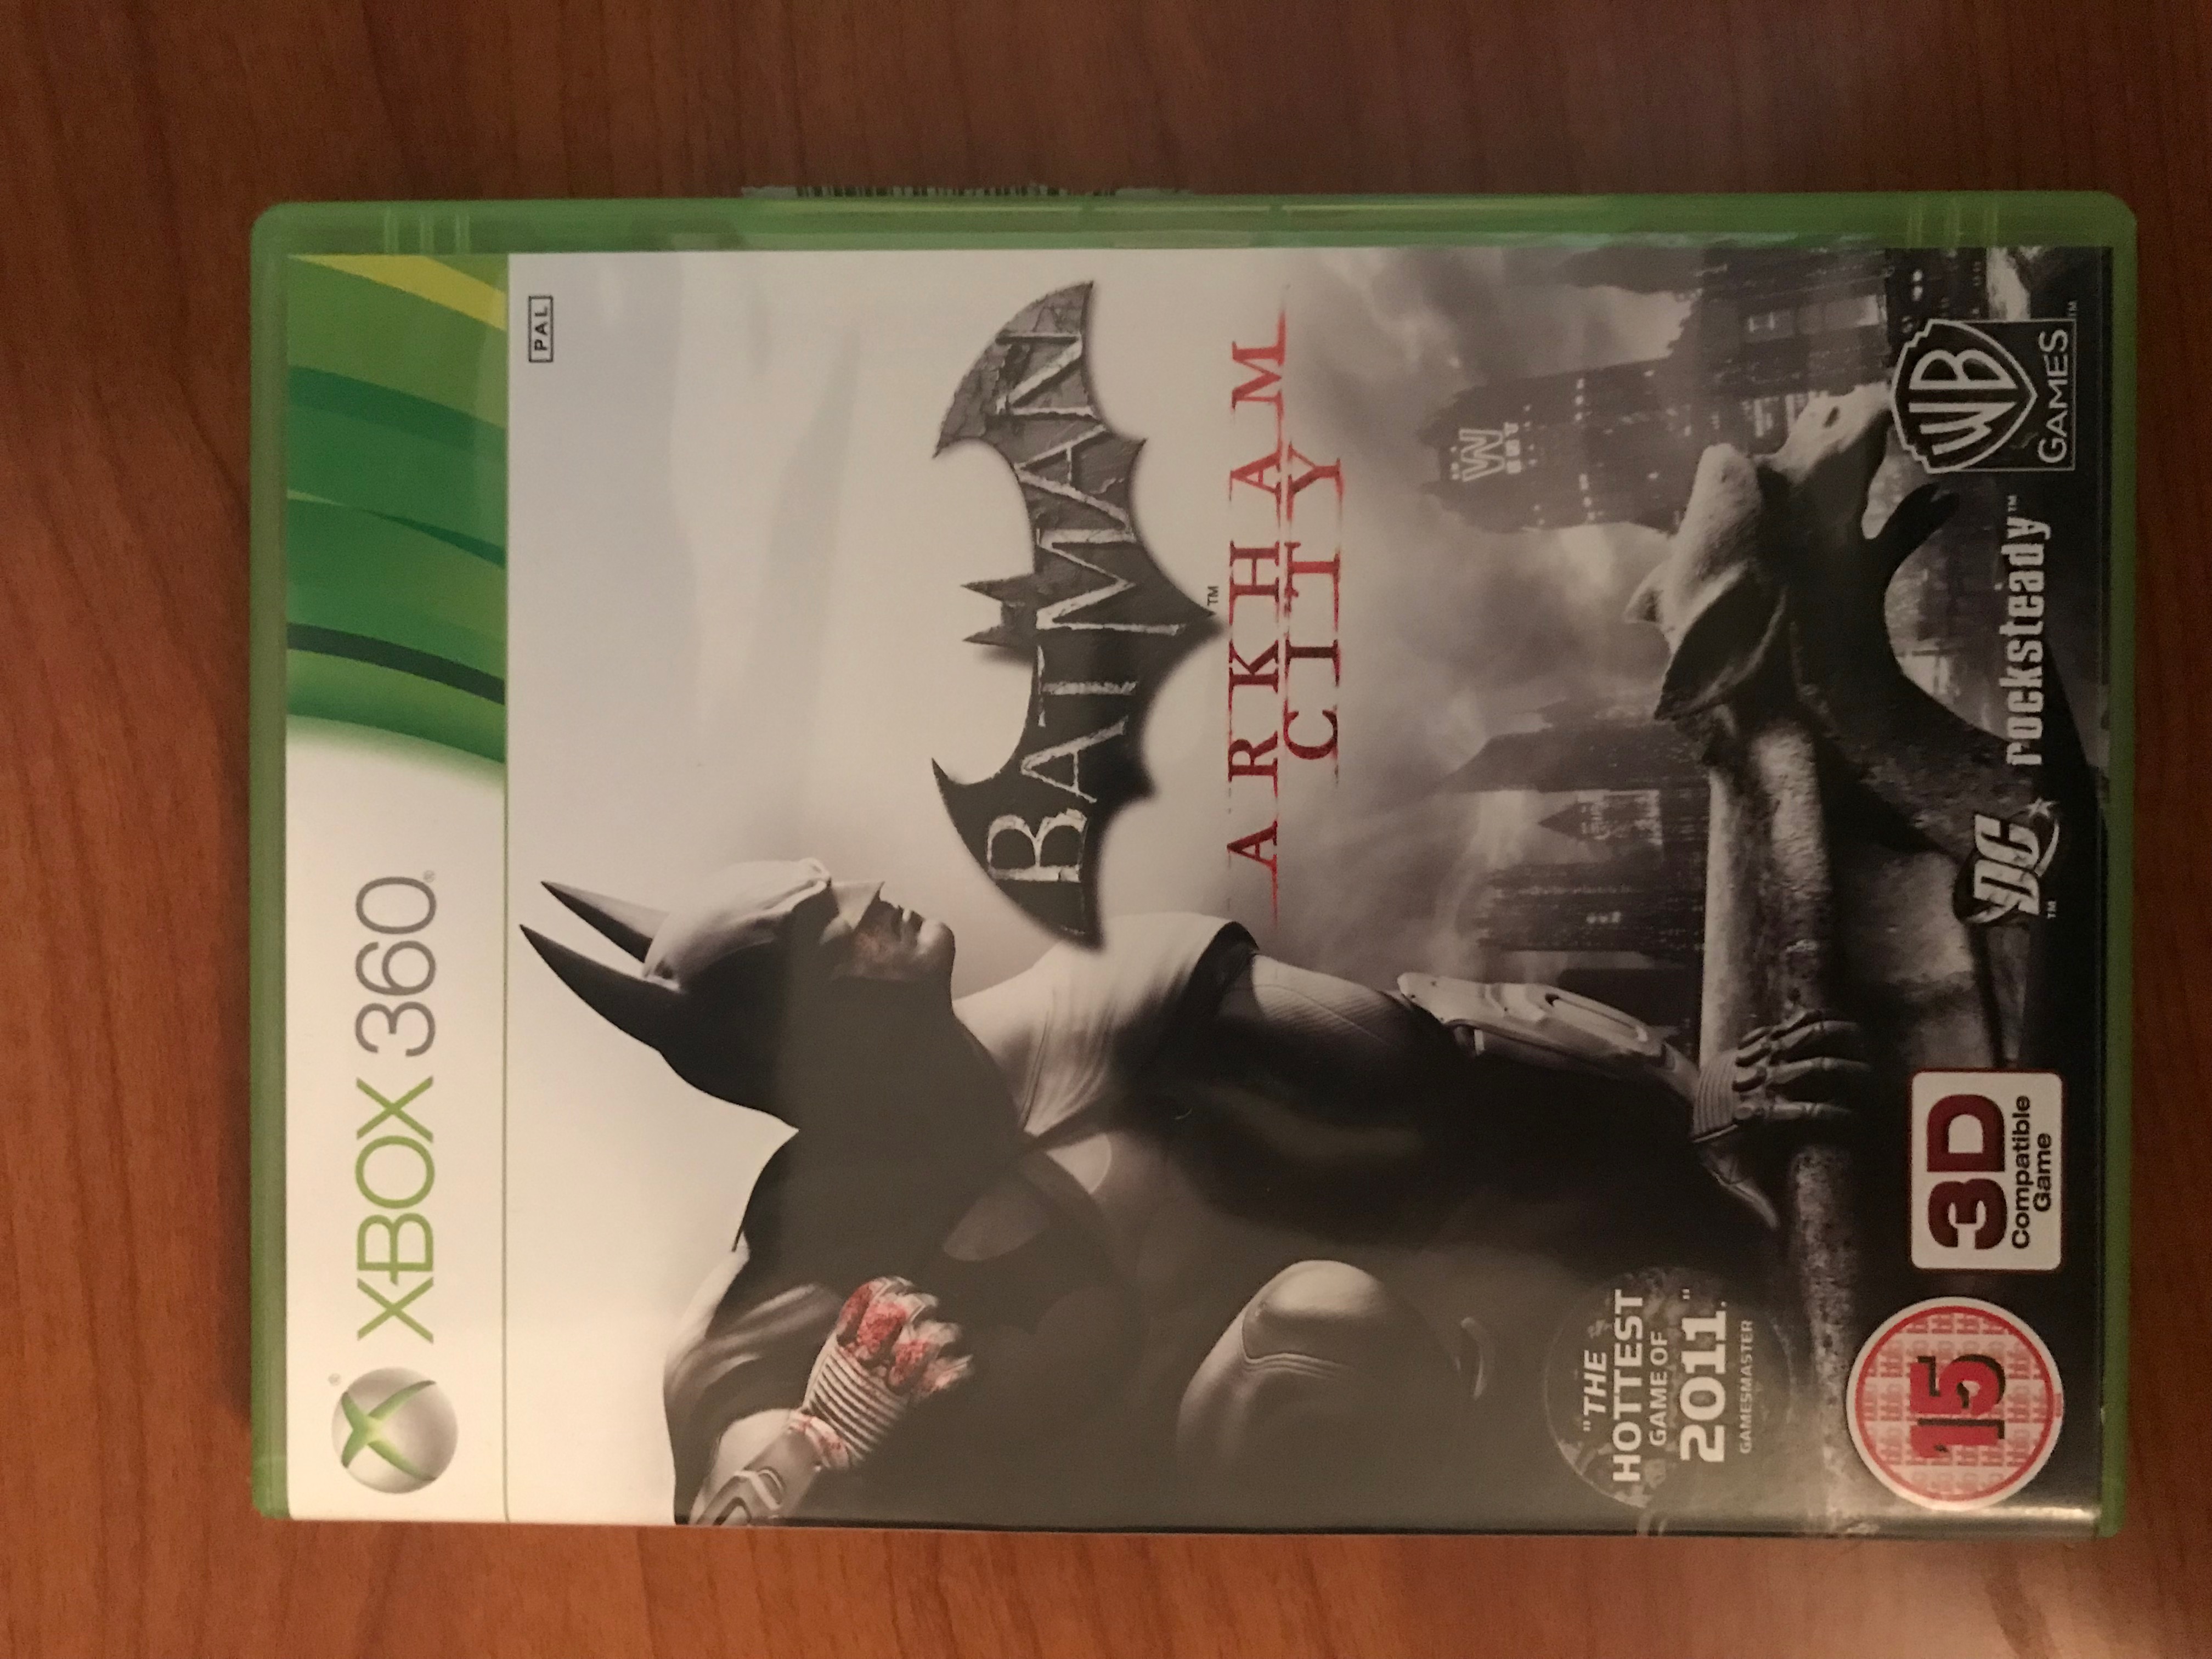 XBOX 360
PAL
BATMAN
ARKHAM
CITY
"THE
HOTTEST
GAME OF
2011."
GAMESMASTER
15
3D
Compatible
Game
DC
rocksteady™
WB
GAMES